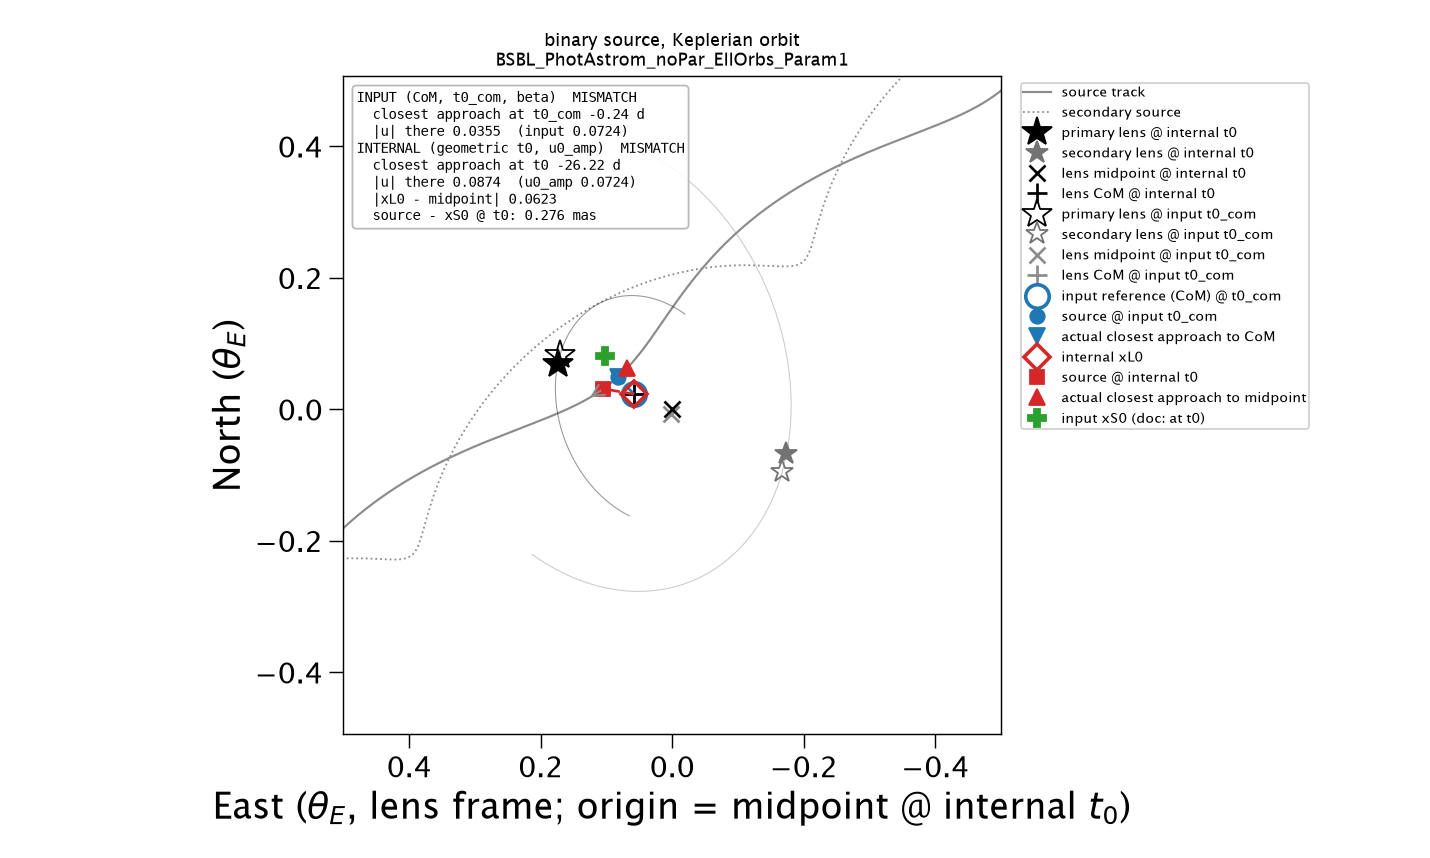 binary source, Keplerian orbit
BSBL_PhotAstrom_noPar_EllOrbs_Param1
INPUT (CoM, t0_com, beta)  MISMATCH
closest approach at t0_com -0.24 d
|u| there 0.0355  (input 0.0724)
INTERNAL (geometric t0, u0_amp)  MISMATCH
closest approach at t0 -26.22 d
|u| there 0.0874  (u0_amp 0.0724)
|xL0 - midpoint| 0.0623
source - xS0 @ t0: 0.276 mas
source track
secondary source
primary lens @ internal t0
secondary lens @ internal t0
lens midpoint @ internal t0
lens CoM @ internal t0
primary lens @ input t0_com
secondary lens @ input t0_com
lens midpoint @ input t0_com
lens CoM @ input t0_com
input reference (CoM) @ t0_com
source @ input t0_com
actual closest approach to CoM
internal xL0
source @ internal t0
actual closest approach to midpoint
input xS0 (doc: at t0)
North (θ_E)
0.4
0.2
0.0
−0.2
−0.4
0.4
0.2
0.0
−0.2
−0.4
East (θ_E, lens frame; origin = midpoint @ internal t_0)